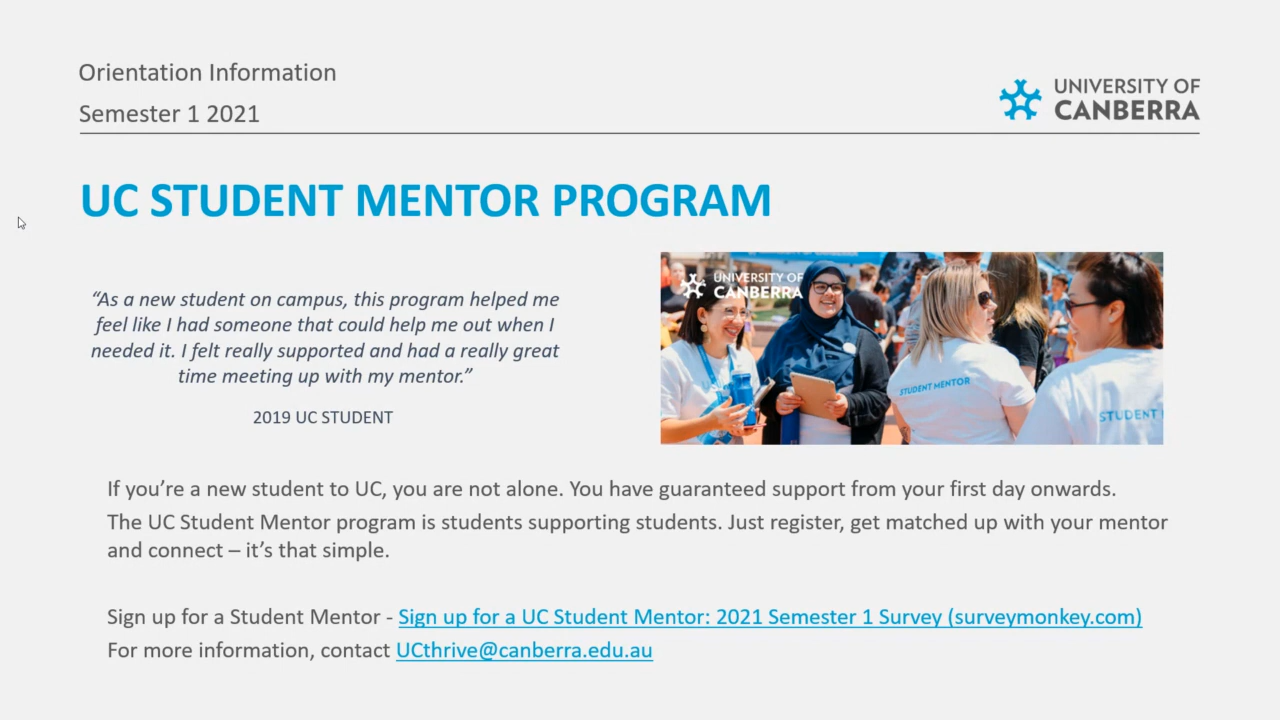 Orientation Information
Semester 1 2021
UNIVERSITY OF
CANBERRA
UC STUDENT MENTOR PROGRAM
“As a new student on campus, this program helped me
feel like I had someone that could help me out when I
needed it. I felt really supported and had a really great
time meeting up with my mentor.”
2019 UC STUDENT
UNIVERSITY OF
CANBERRA
STUDENT MENTOR
STUDENT
If you’re a new student to UC, you are not alone. You have guaranteed support from your first day onwards.
The UC Student Mentor program is students supporting students. Just register, get matched up with your mentor
and connect – it’s that simple.
Sign up for a Student Mentor - Sign up for a UC Student Mentor: 2021 Semester 1 Survey (surveymonkey.com)
For more information, contact UCthrive@canberra.edu.au